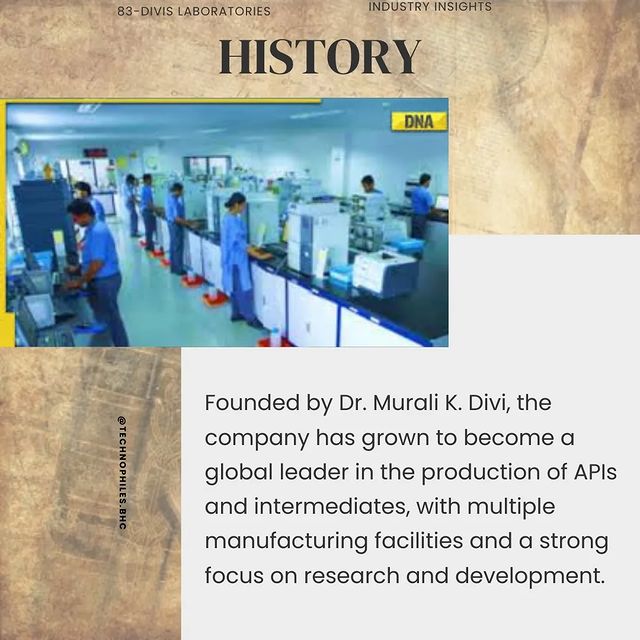 83-DIVIS LABORATORIES
INDUSTRY INSIGHTS
HISTORY
DNA
Founded by Dr. Murali K. Divi, the
company has grown to become a
global leader in the production of APIs
and intermediates, with multiple
manufacturing facilities and a strong
focus on research and development.
@TECHNOPHILES.BHC